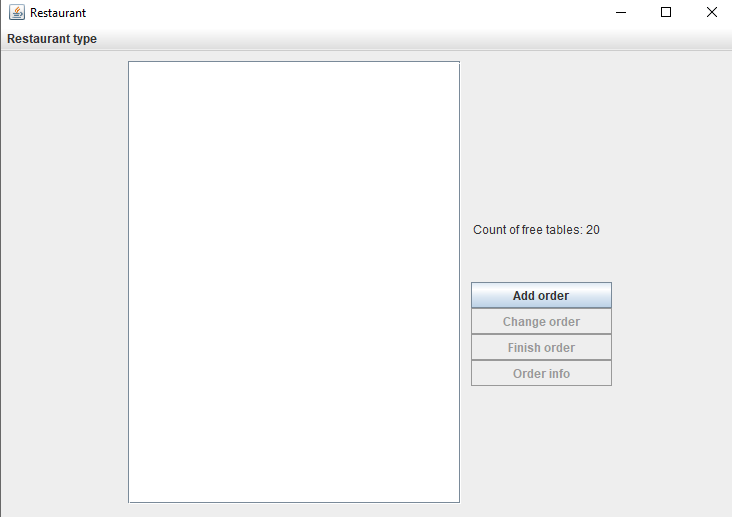 Restaurant
Restaurant type
Count of free tables: 20
Add order
Change order
Finish order
Order info